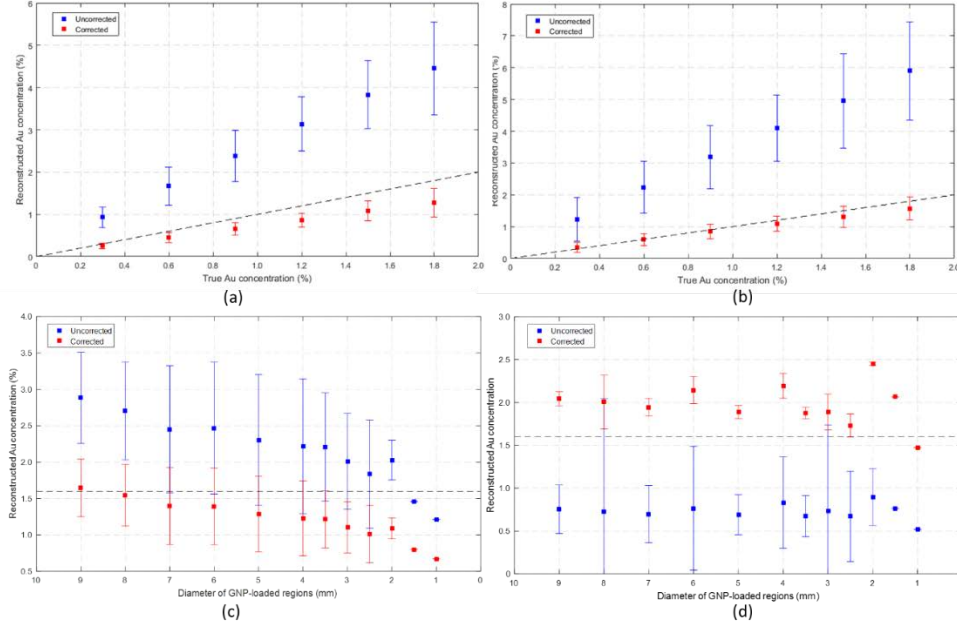 6
5
4
3
2
1
0
Reconstructed Au concentration (%)
Uncorrected
Corrected
0 0.2 0.4 0.6 0.8 1.0 1.2 1.4 1.6 1.8 2.0
True Au concentration (%)
(a)
8
7
6
5
4
3
2
1
0
Reconstructed Au concentration (%)
Uncorrected
Corrected
0 0.2 0.4 0.6 0.8 1.0 1.2 1.4 1.6 1.8 2.0
True Au concentration (%)
(b)
4.0
3.5
3.0
2.5
2.0
1.5
1.0
0.5
Reconstructed Au concentration (%)
Uncorrected
Corrected
10 9 8 7 6 5 4 3 2 1 0
Diameter of GNP-loaded regions (mm)
(c)
3.0
2.5
2.0
1.5
1.0
0.5
0
Reconstructed Au concentration
Uncorrected
Corrected
10 9 8 7 6 5 4 3 2 1
Diameter of GNP-loaded regions (mm)
(d)